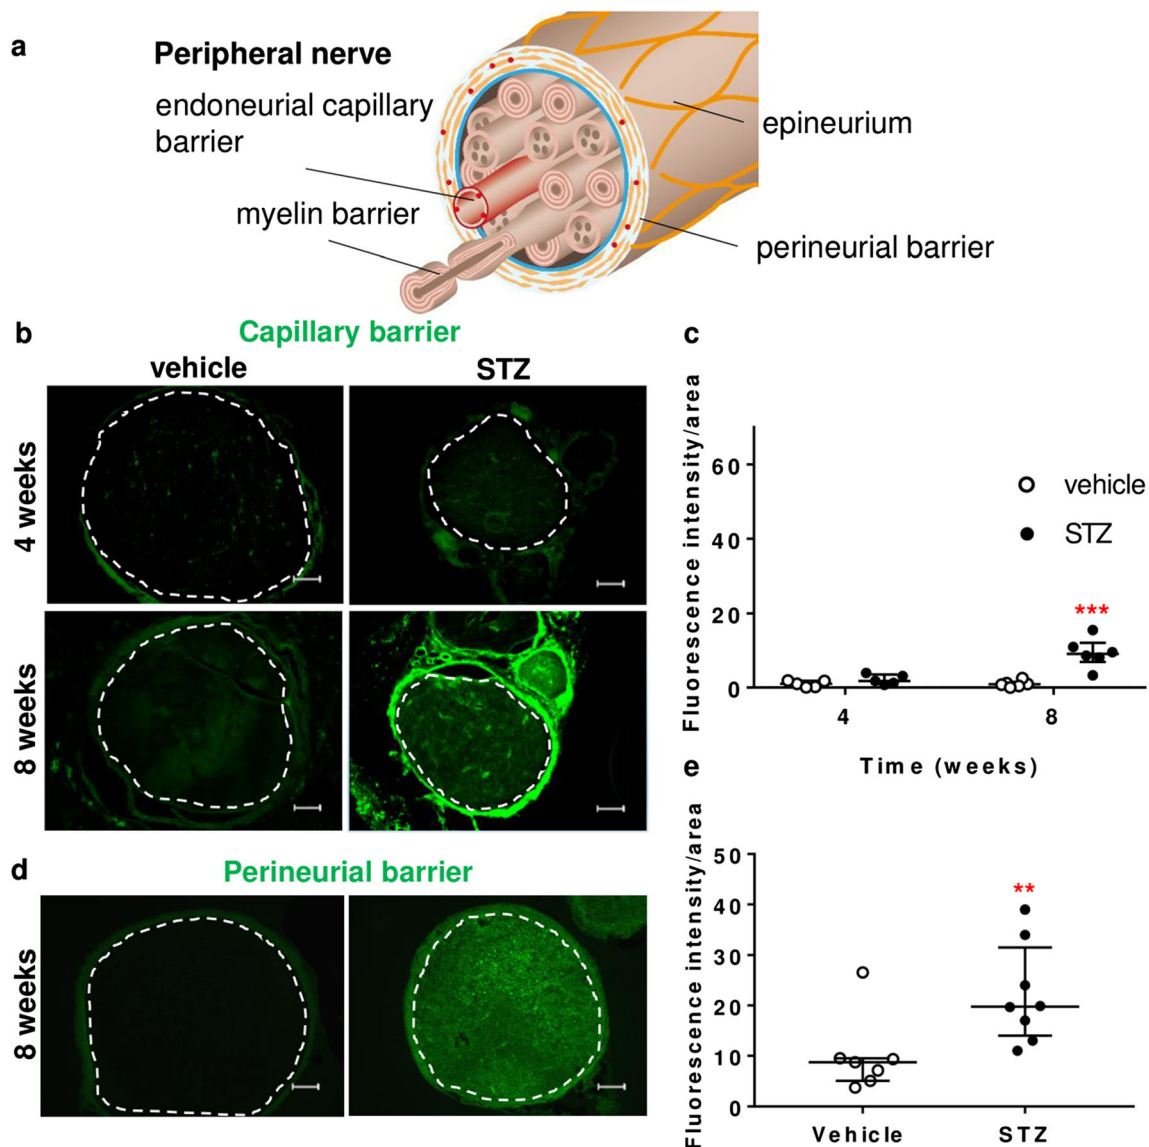 a
Peripheral nerve
endoneurial capillary
barrier
myelin barrier
epineurium
perineurial barrier
b
Capillary barrier
vehicle
STZ
4 weeks
8 weeks
c
Fluorescence intensity/area
60
40
20
0
vehicle
STZ
***
4
8
Time (weeks)
d
Perineurial barrier
8 weeks
e
Fluorescence intensity/area
50
40
30
20
10
0
**
Vehicle
STZ